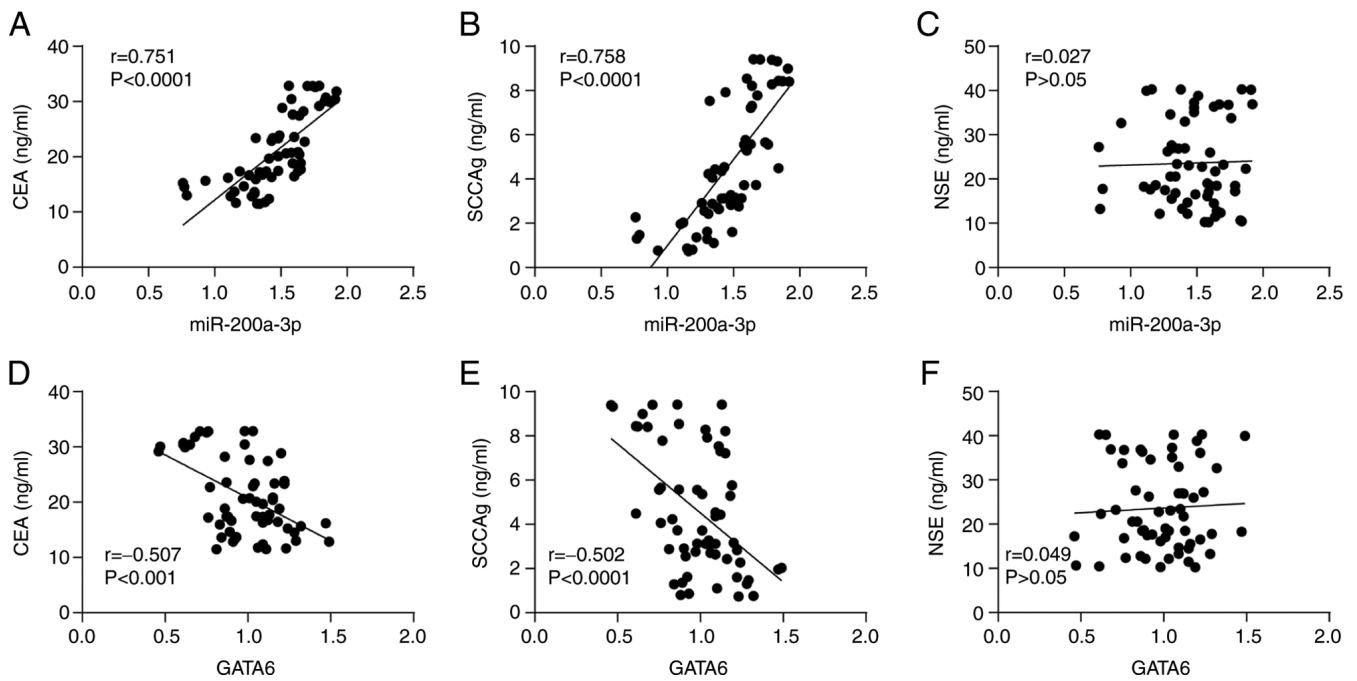 A
r=0.751
P<0.0001
CEA (ng/ml)
40
30
20
10
0
0.0 0.5 1.0 1.5 2.0 2.5
miR-200a-3p
B
r=0.758
P<0.0001
SCCAg (ng/ml)
10
8
6
4
2
0
0.0 0.5 1.0 1.5 2.0 2.5
miR-200a-3p
C
r=0.027
P>0.05
NSE (ng/ml)
50
40
30
20
10
0
0.0 0.5 1.0 1.5 2.0 2.5
miR-200a-3p
D
CEA (ng/ml)
40
30
20
10
0
r=−0.507
P<0.001
0.0 0.5 1.0 1.5 2.0
GATA6
E
SCCAg (ng/ml)
10
8
6
4
2
0
r=−0.502
P<0.0001
0.0 0.5 1.0 1.5 2.0
GATA6
F
NSE (ng/ml)
50
40
30
20
10
0
r=0.049
P>0.05
0.0 0.5 1.0 1.5 2.0
GATA6